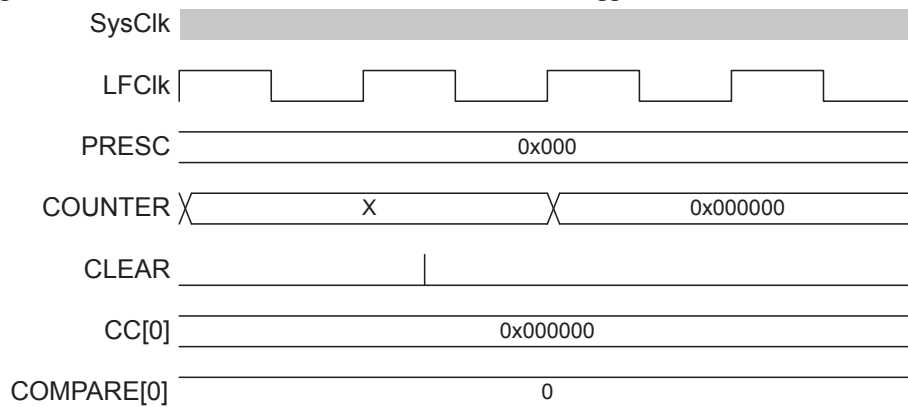 SysClk
LFClk
PRESC 0x000
COUNTER X 0x000000
CLEAR
CC[0] 0x000000
COMPARE[0] 0